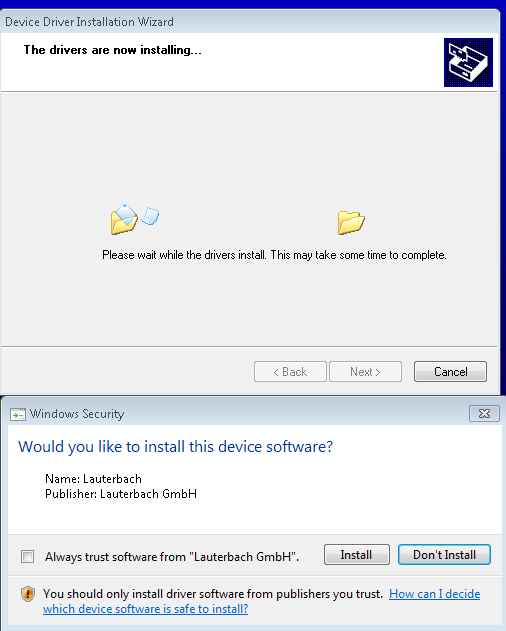 Device Driver Installation Wizard
The drivers are now installing...
Please wait while the drivers install. This may take some time to complete.
< Back
Next >
Cancel
Windows Security
Would you like to install this device software?
Name: Lauterbach
Publisher: Lauterbach GmbH
Always trust software from "Lauterbach GmbH".
Install
Don't Install
You should only install driver software from publishers you trust. How can I decide
which device software is safe to install?